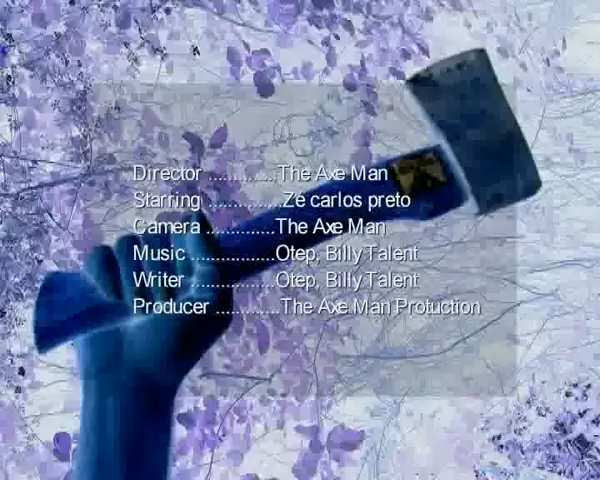 Director .............The Axe Man
Starring ..............Zé carlos preto
Camera .............The Axe Man
Music ................Otep, Billy Talent
Writer ................Otep, Billy Talent
Producer ............The Axe Man Protuction